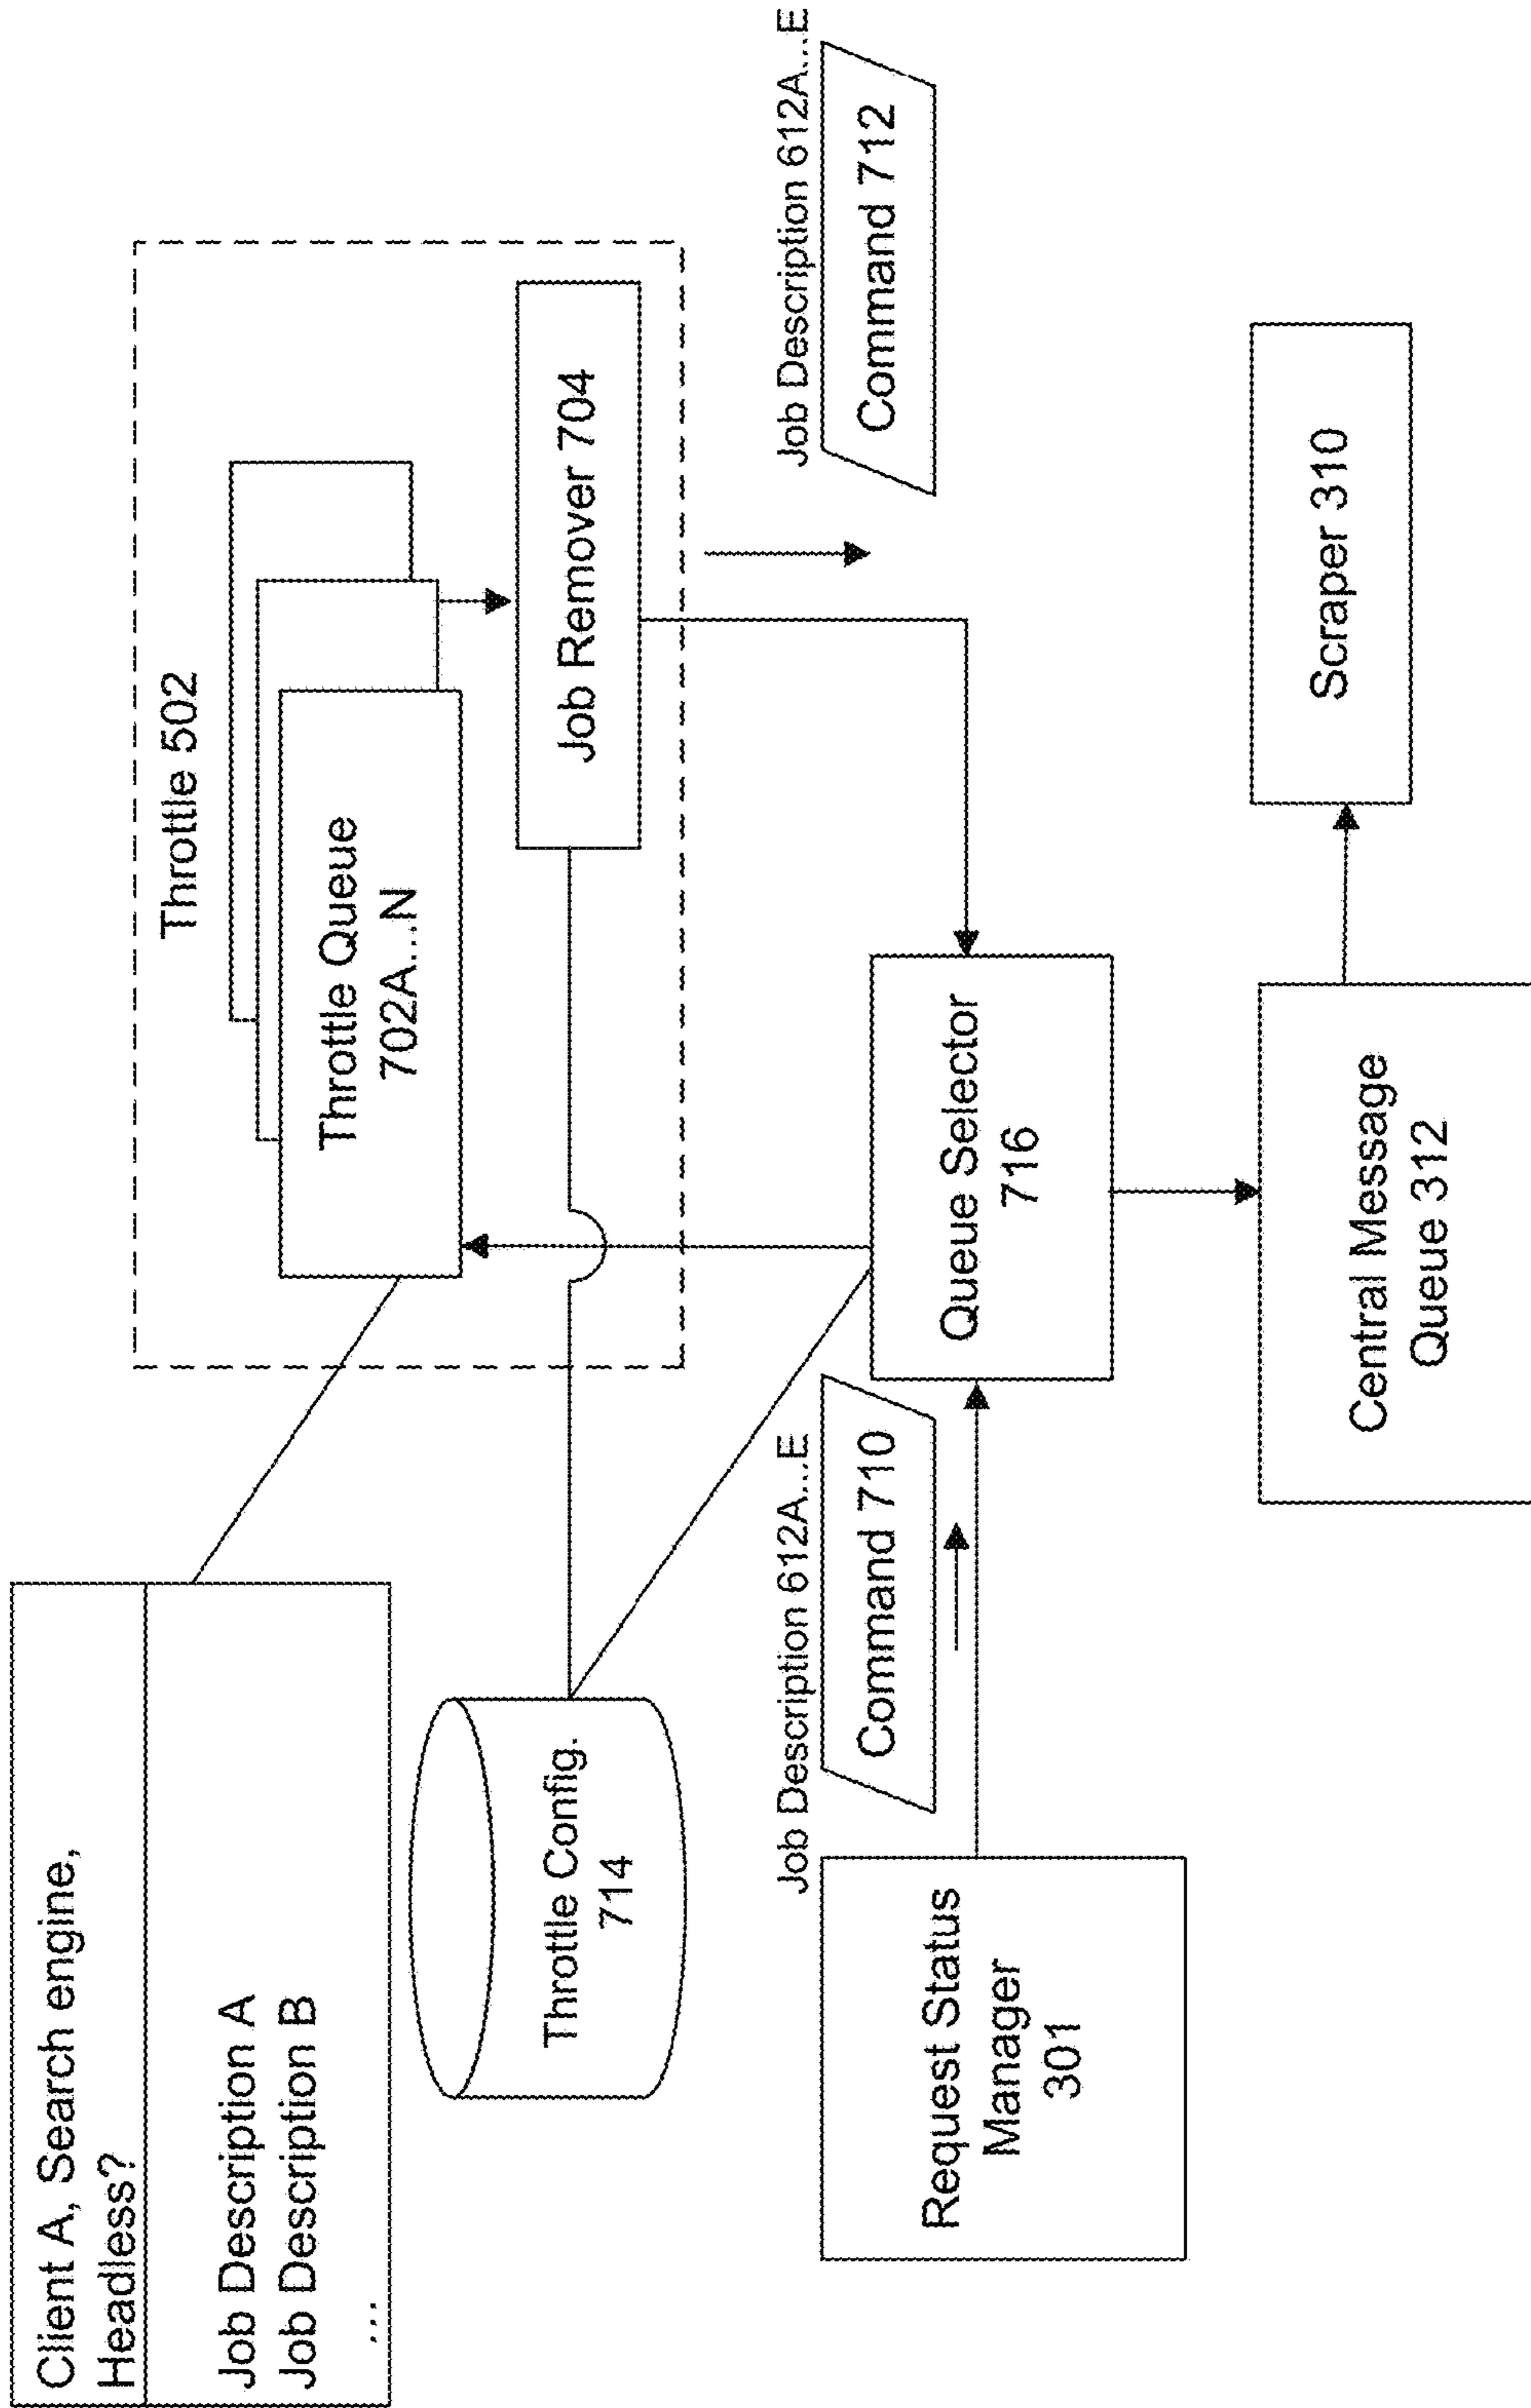 Client A, Search engine,
Headless?
Job Description A
Job Description B
...
Throttle 502
Throttle Queue
702A...N
Job Remover 704
Throttle Config.
714
Job Description 612A...E
Command 710
Job Description 612A...E
Command 712
Request Status
Manager
301
Queue Selector
716
Central Message
Queue 312
Scraper 310